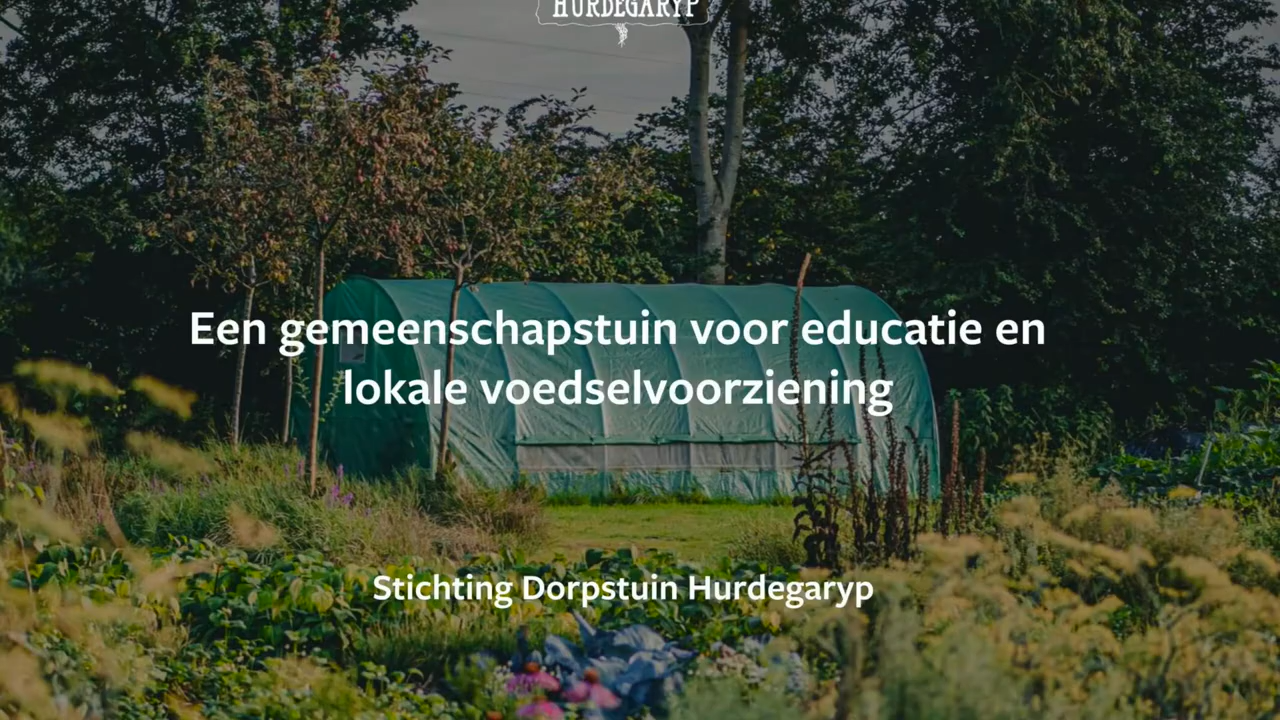 HURDEGARYP
Een gemeenschapstuin voor educatie en
lokale voedselvoorziening
Stichting Dorpstuin Hurdegaryp